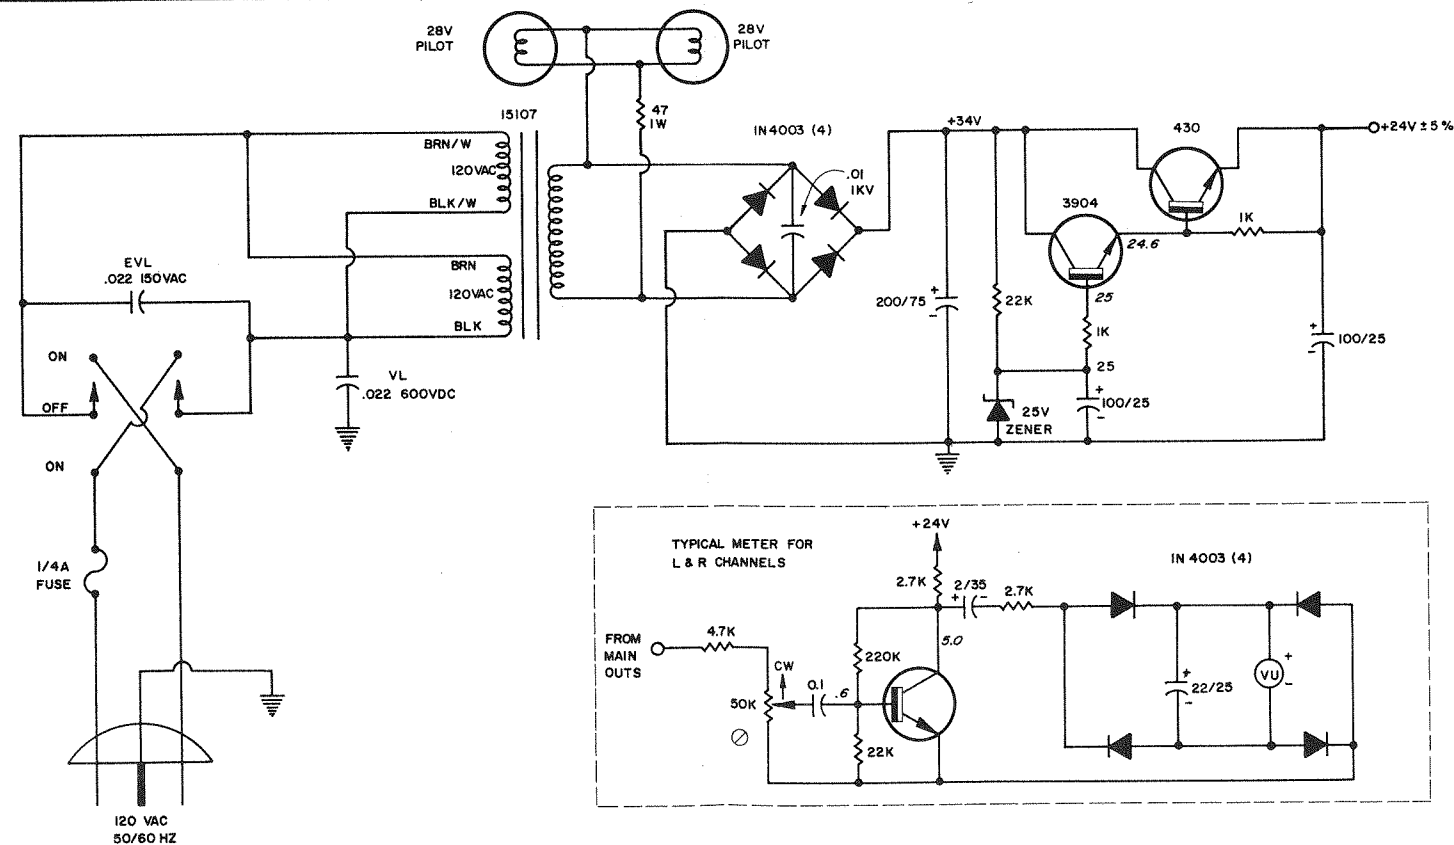 28V
PILOT
28V
PILOT
15107
47
1W
BRN/W
120VAC
BLK/W
BRN
120VAC
BLK
IN4003 (4)
.01
1KV
+34V
430
+24V ± 5%
3904
24.6
1K
25
1K
25
200/75
+
-
22K
25V
ZENER
+
100/25
-
+
100/25
-
EVL
.022 150VAC
ON
OFF
ON
VL
.022 600VDC
1/4A
FUSE
120 VAC
50/60 HZ
TYPICAL METER FOR
L & R CHANNELS
+24V
2.7K
2/35
+
-
2.7K
IN 4003 (4)
FROM
MAIN
OUTS
4.7K
CW
50K
0.1
.6
220K
22K
5.0
+
22/25
-
VU
+
-